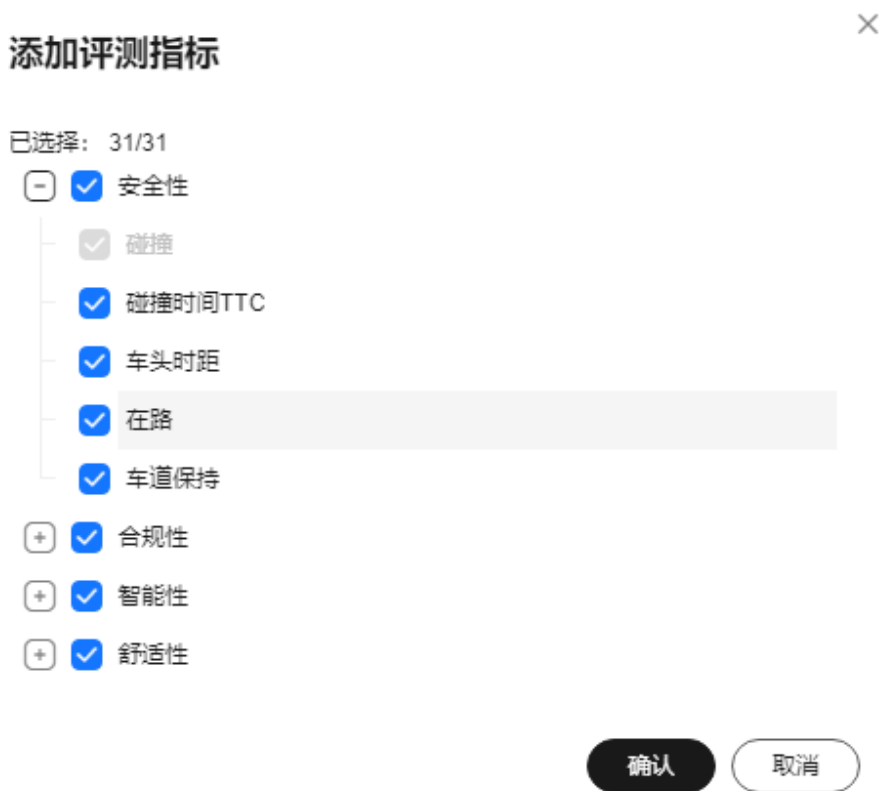 添加评测指标
已选择： 31/31
安全性
碰撞
碰撞时间TTC
车头时距
在路
车道保持
合规性
智能性
舒适性
确认 取消